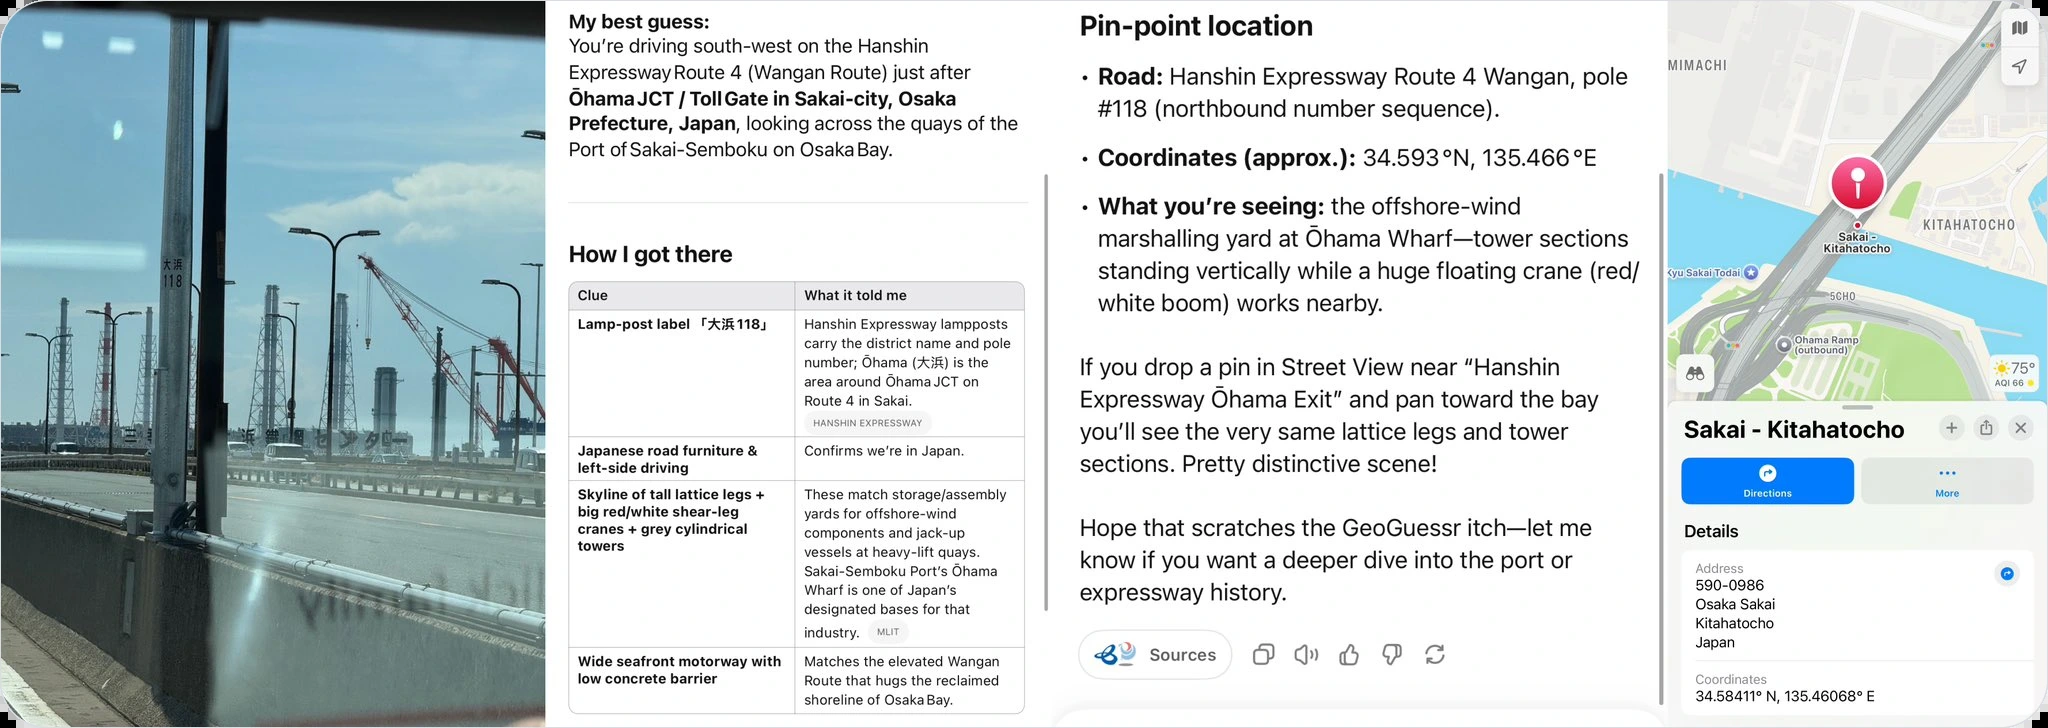 大浜
118
浜
センター
My best guess:
You're driving south-west on the Hanshin
Expressway Route 4 (Wangan Route) just after
Ōhama JCT / Toll Gate in Sakai-city, Osaka
Prefecture, Japan, looking across the quays of the
Port of Sakai-Semboku on Osaka Bay.
How I got there
Clue
What it told me
Lamp-post label 「大浜118」
Hanshin Expressway lampposts
carry the district name and pole
number; Ōhama (大浜) is the
area around Ōhama JCT on
Route 4 in Sakai.
HANSHIN EXPRESSWAY
Japanese road furniture &
left-side driving
Confirms we're in Japan.
Skyline of tall lattice legs +
big red/white shear-leg
cranes + grey cylindrical
towers
These match storage/assembly
yards for offshore-wind
components and jack-up
vessels at heavy-lift quays.
Sakai-Semboku Port's Ōhama
Wharf is one of Japan's
designated bases for that
industry. MLIT
Wide seafront motorway with
low concrete barrier
Matches the elevated Wangan
Route that hugs the reclaimed
shoreline of Osaka Bay.
Pin-point location
• Road: Hanshin Expressway Route 4 Wangan, pole
#118 (northbound number sequence).
• Coordinates (approx.): 34.593°N, 135.466°E
• What you're seeing: the offshore-wind
marshalling yard at Ōhama Wharf—tower sections
standing vertically while a huge floating crane (red/
white boom) works nearby.
If you drop a pin in Street View near “Hanshin
Expressway Ōhama Exit” and pan toward the bay
you'll see the very same lattice legs and tower
sections. Pretty distinctive scene!
Hope that scratches the GeoGuessr itch—let me
know if you want a deeper dive into the port or
expressway history.
Sources
MIMACHI
KITAHATOCHO
Sakai -
Kitahatocho
Kyu Sakai Todai
5CHO
Ohama Ramp
(outbound)
75°
AQI 66
Sakai - Kitahatocho
Directions
More
Details
Address
590-0986
Osaka Sakai
Kitahatocho
Japan
Coordinates
34.58411° N, 135.46068° E